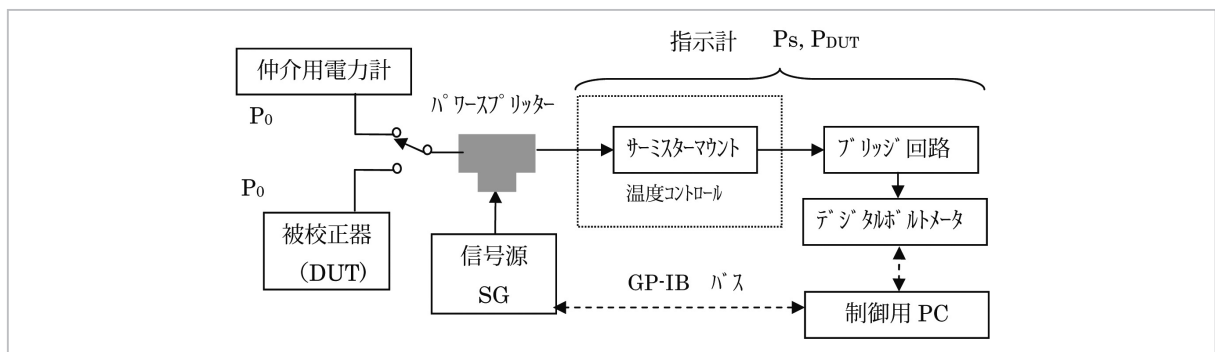 指示計 Ps, PDUT
仲介用電力計
P0
ﾊﾟﾜｰｽﾌﾟﾘｯﾀｰ
ｻｰﾐｽﾀｰﾏｳﾝﾄ
ﾌﾞﾘｯｼﾞ回路
温度ｺﾝﾄﾛｰﾙ
P0
ﾃﾞｼﾞﾀﾙﾎﾞﾙﾄﾒｰﾀ
被校正器
(DUT)
信号源
SG
GP-IB ﾊﾞｽ
制御用 PC